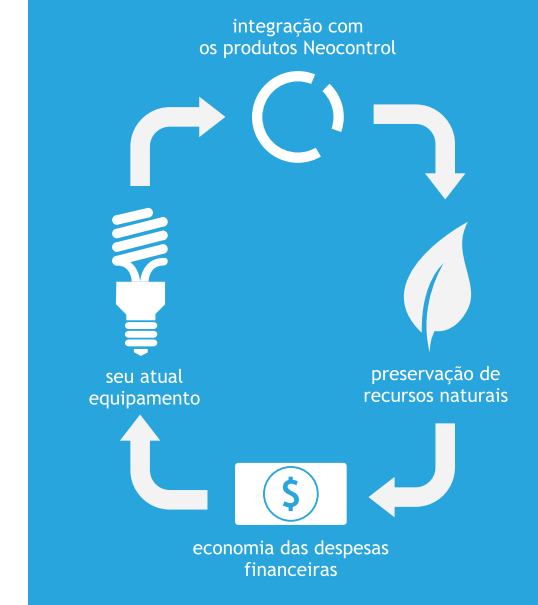 integração com
os produtos Neocontrol
seu atual
equipamento
preservação de
recursos naturais
$
economia das despesas
financeiras